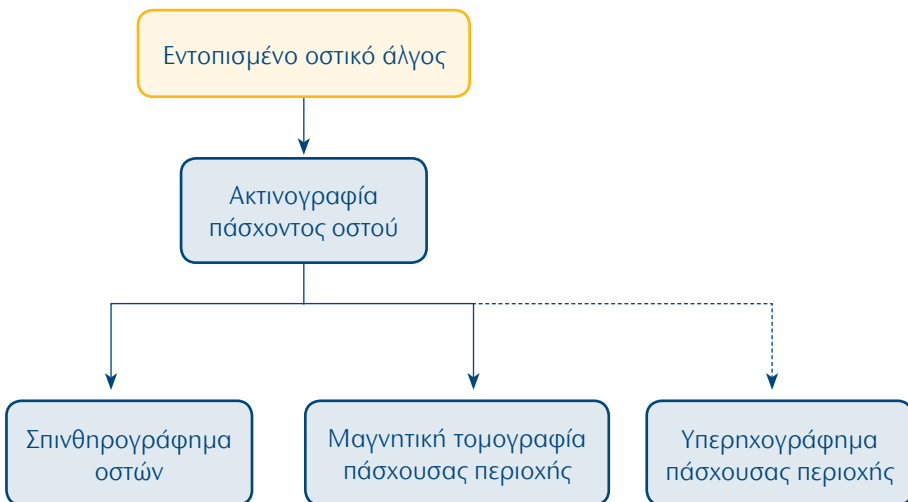 Εντοπισμένο οστικό άλγος
Ακτινογραφία
πάσχοντος οστού
Σπινθηρογράφημα
οστών
Μαγνητική τομογραφία
πάσχουσας περιοχής
Υπερηχογράφημα
πάσχουσας περιοχής